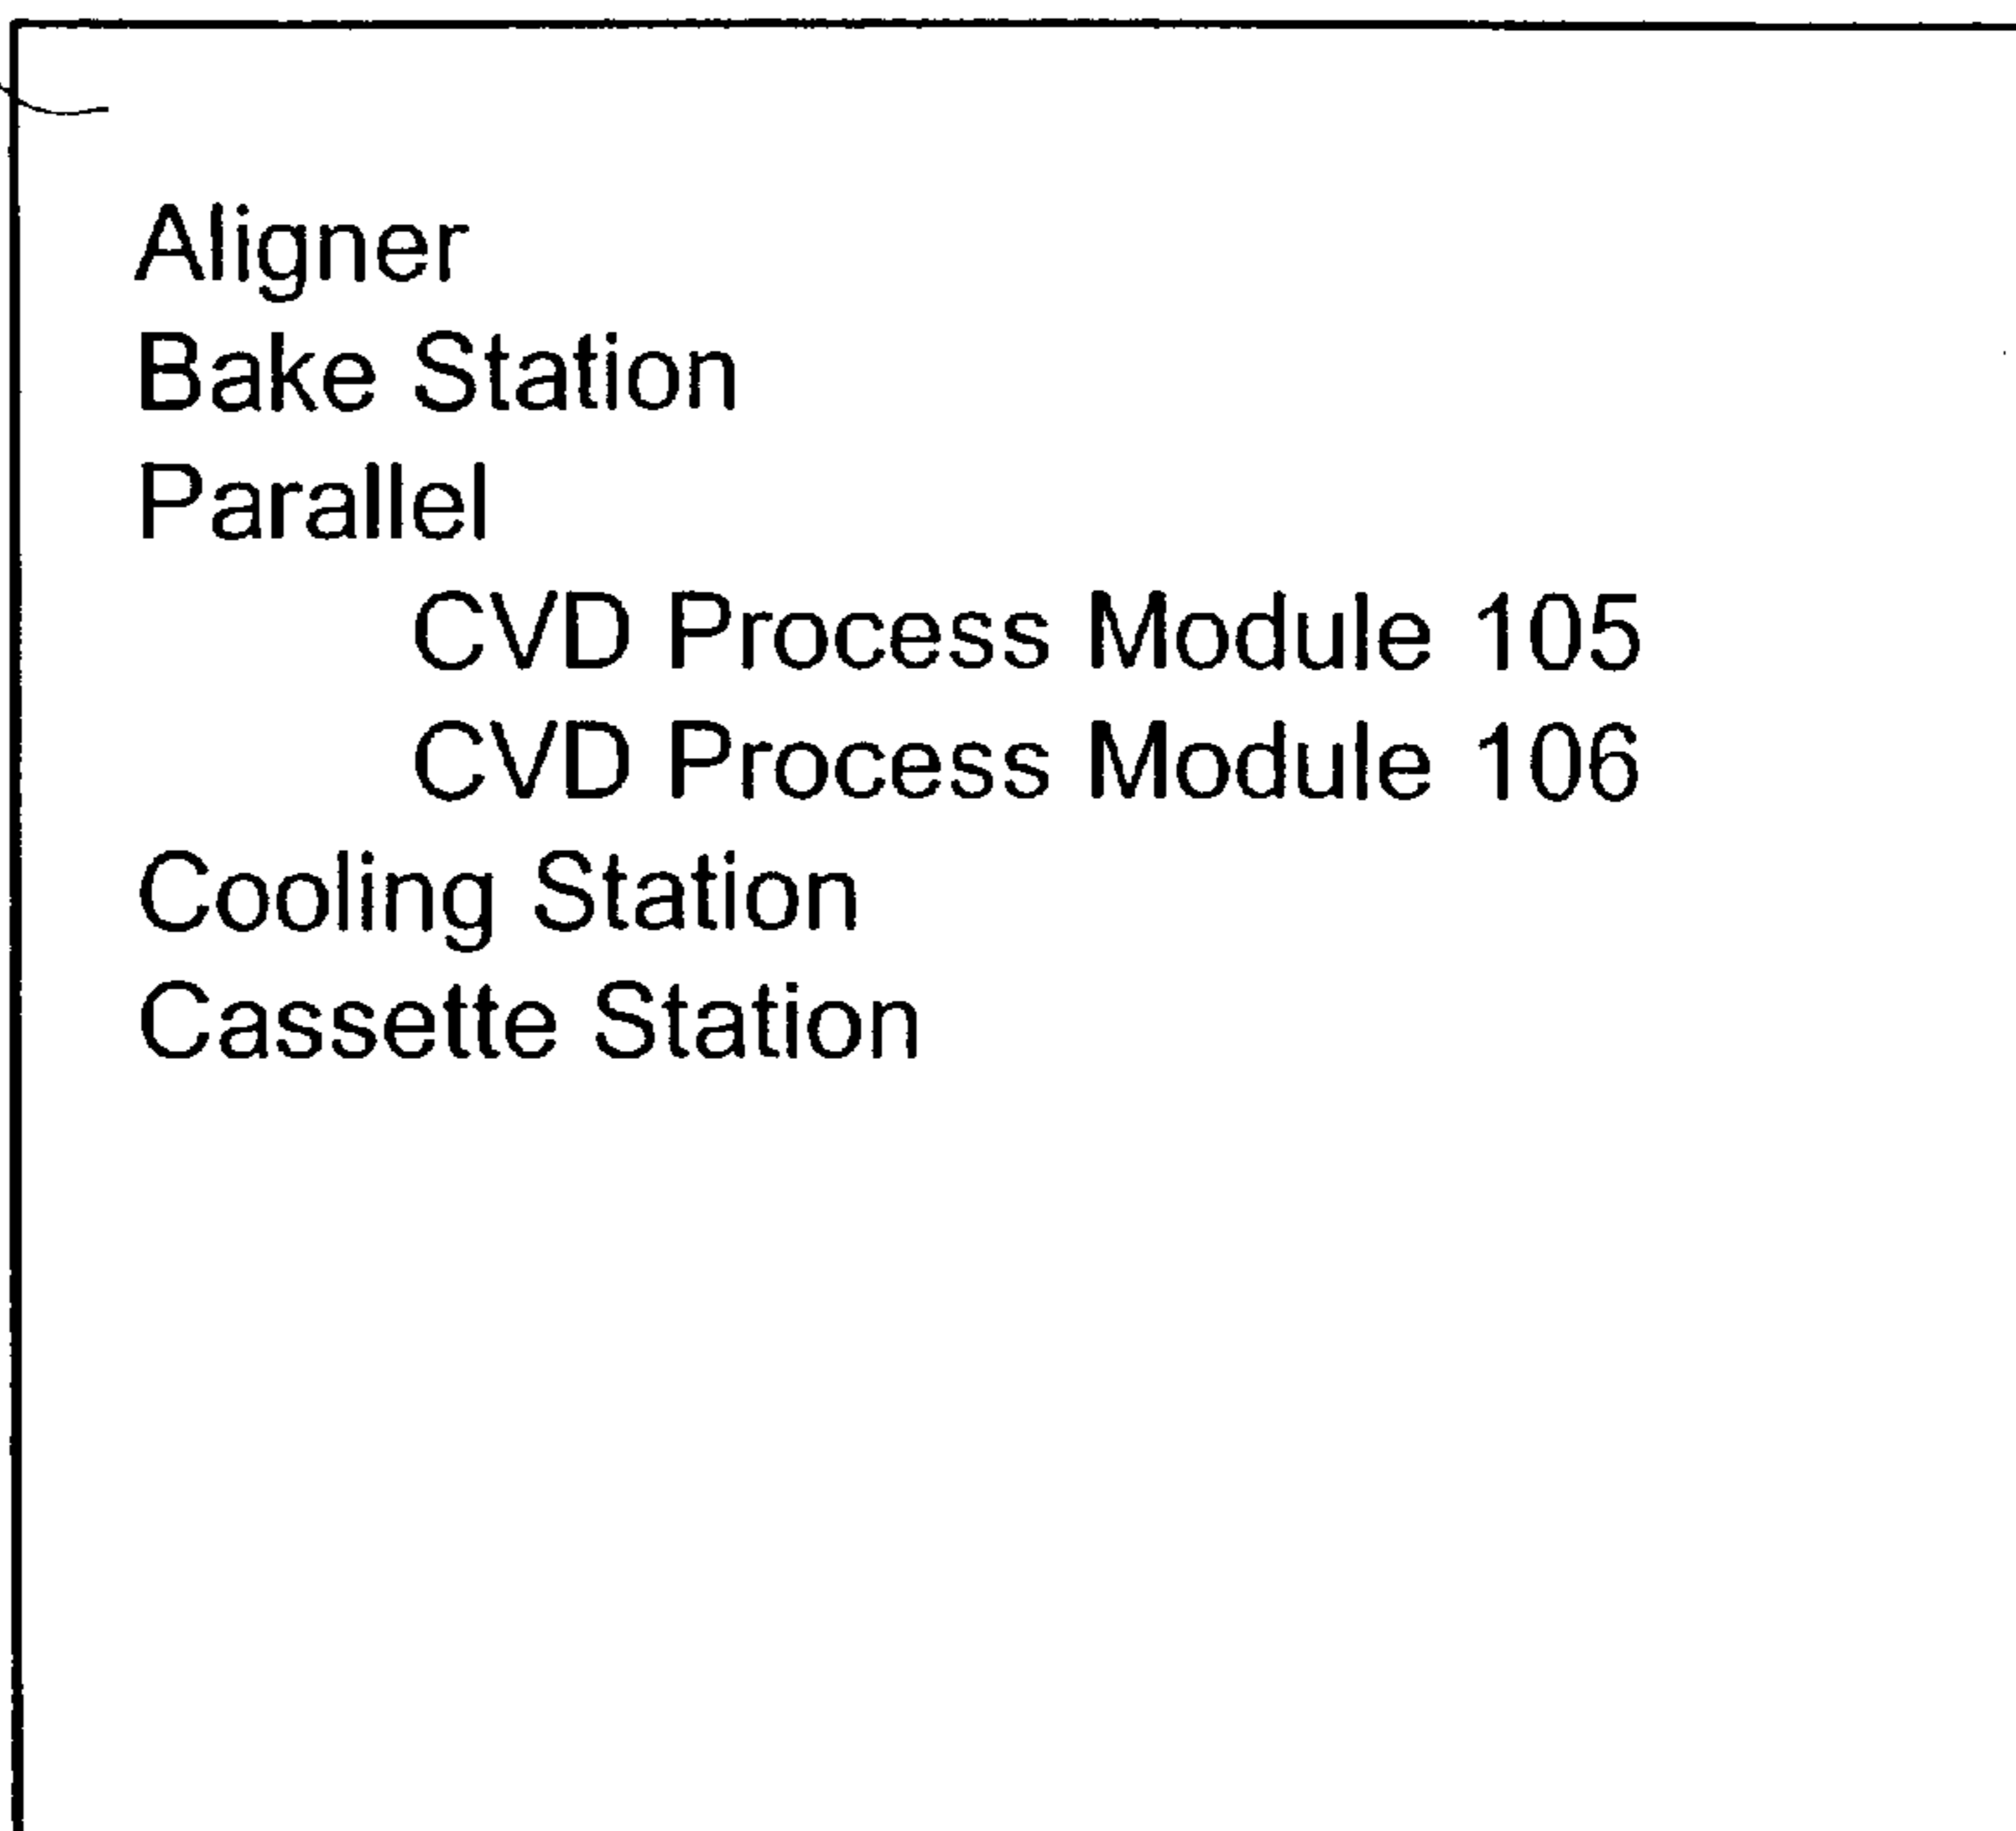 Aligner
Bake Station
Parallel
CVD Process Module 105
CVD Process Module 106
Cooling Station
Cassette Station